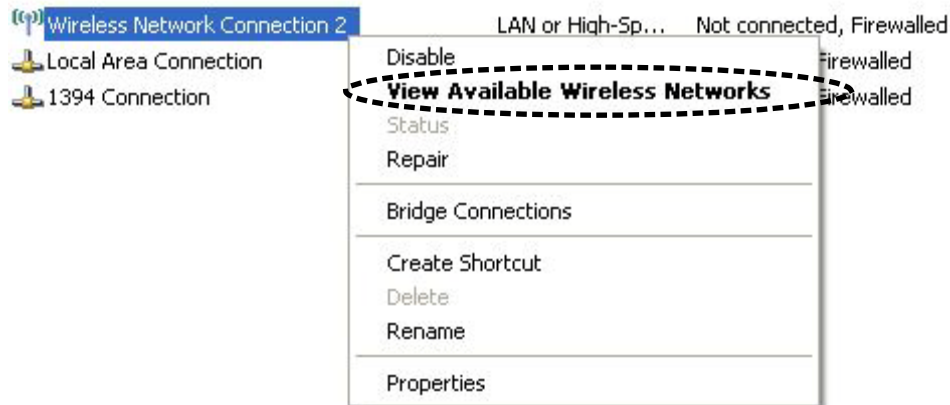 Wireless Network Connection 2 LAN or High-Sp... Not connected, Firewalled
Local Area Connection Firewalled
1394 Connection Firewalled
Disable
View Available Wireless Networks
Status
Repair
Bridge Connections
Create Shortcut
Delete
Rename
Properties